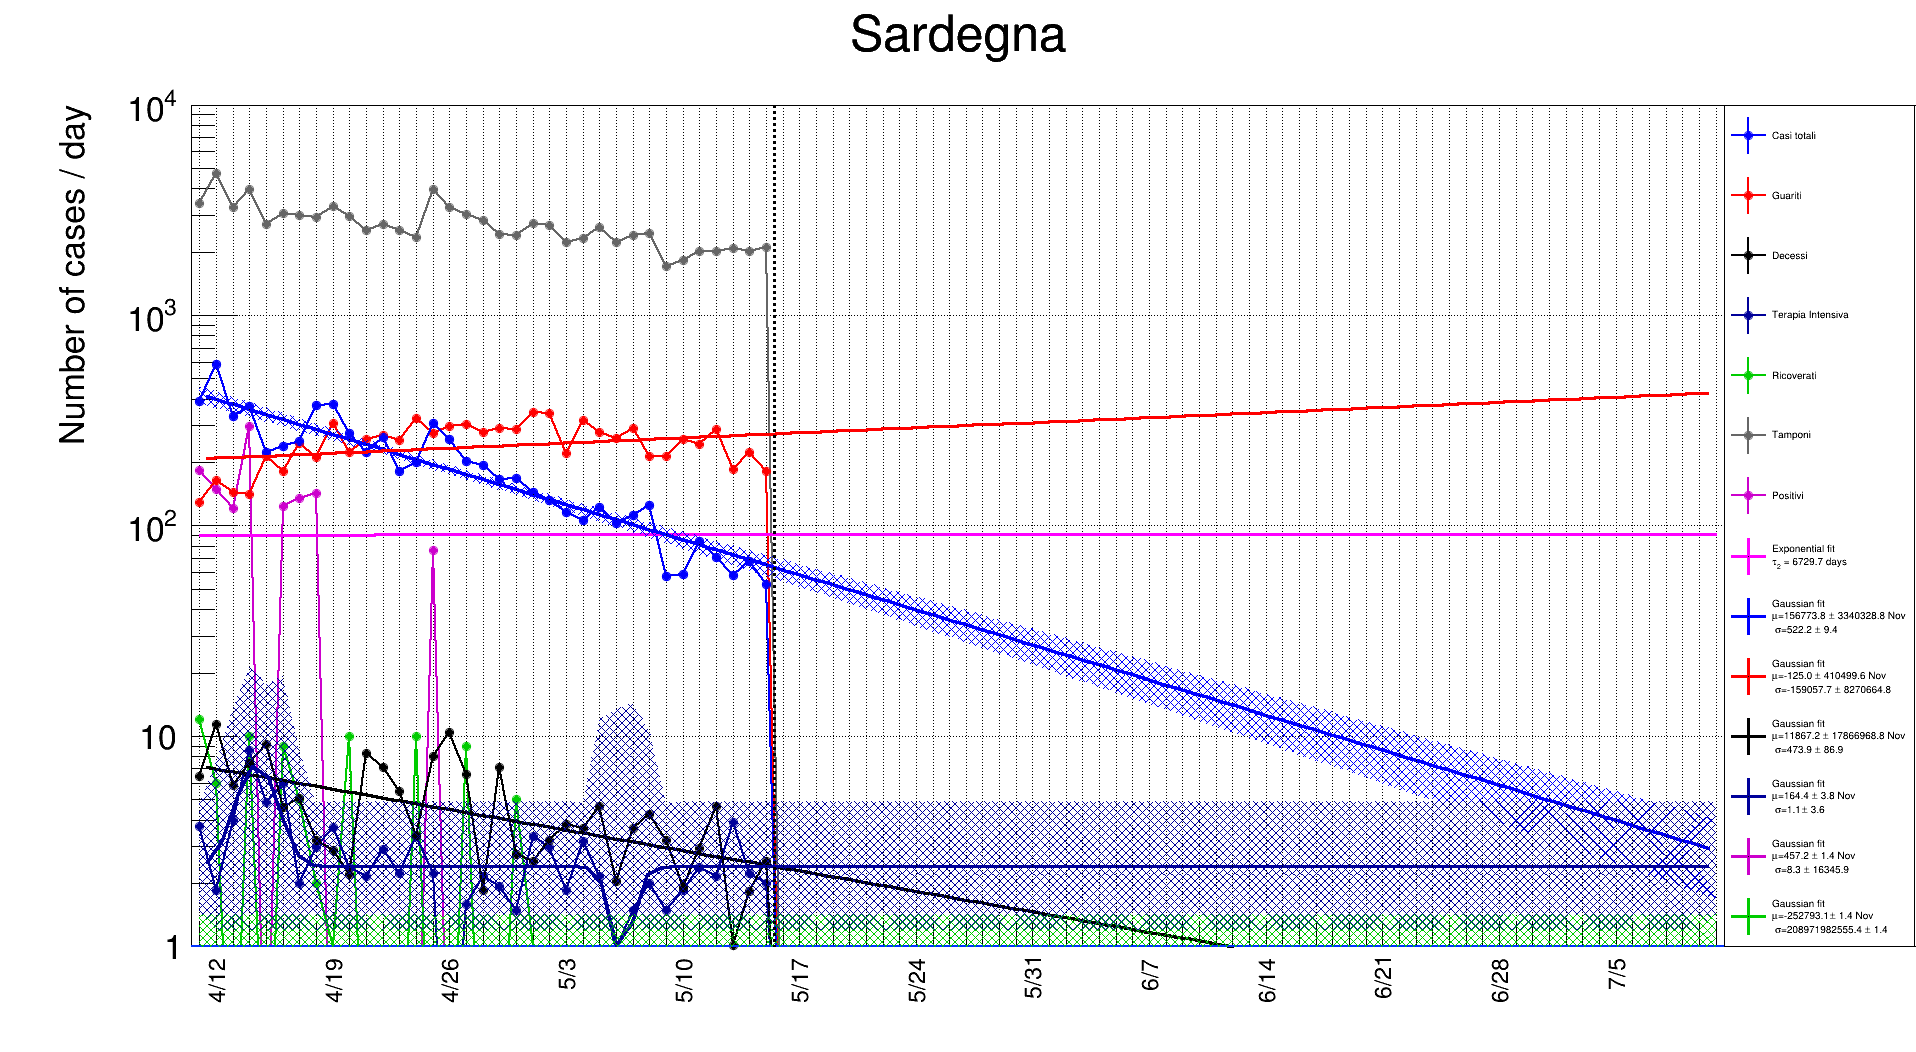 Sardegna
Number of cases / day
10⁴
10³
10²
10
1
4/12 4/19 4/26 5/3 5/10 5/17 5/24 5/31 6/7 6/14 6/21 6/28 7/5
Casi totali
Guariti
Decessi
Terapia Intensiva
Ricoverati
Tamponi
Positivi
Exponential fit
τ₂ = 6729.7 days
Gaussian fit
μ=156773.8 ± 3340328.8 Nov
σ=522.2 ± 9.4
Gaussian fit
μ=-125.0 ± 410499.6 Nov
σ=-159057.7 ± 8270664.8
Gaussian fit
μ=11867.2 ± 17866968.8 Nov
σ=473.9 ± 86.9
Gaussian fit
μ=164.4 ± 3.8 Nov
σ=1.1 ± 3.6
Gaussian fit
μ=457.2 ± 1.4 Nov
σ=8.3 ± 16345.9
Gaussian fit
μ=-252793.1 ± 1.4 Nov
σ=208971982555.4 ± 1.4